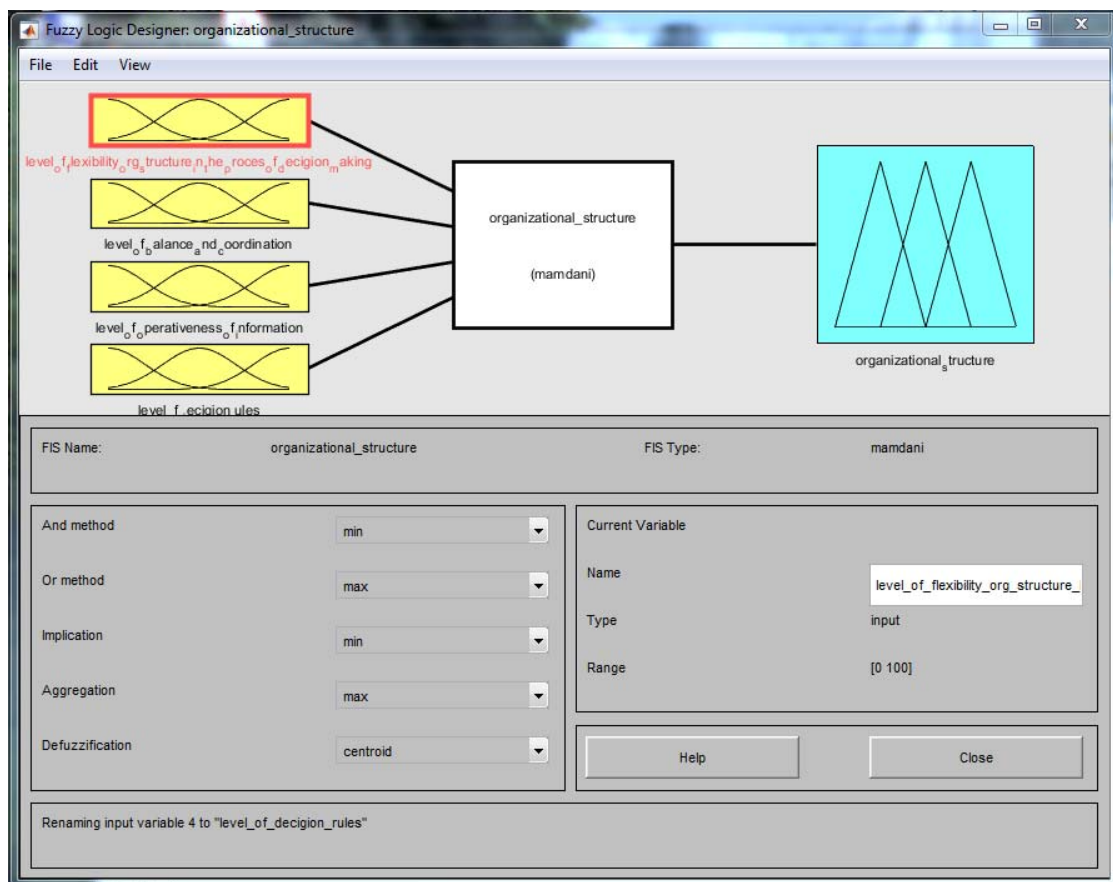 Fuzzy Logic Designer: organizational_structure
File Edit View
level_of_flexibility_org_structure_in_the_proces_of_decigion_making
level_of_balance_and_coordination
level_of_operativeness_of_information
level_of_decigion_rules
organizational_structure
(mamdani)
organizational_structure
FIS Name: organizational_structure FIS Type: mamdani
And method min
Or method max
Implication min
Aggregation max
Defuzzification centroid
Current Variable
Name level_of_flexibility_org_structure_
Type input
Range [0 100]
Help Close
Renaming input variable 4 to "level_of_decigion_rules"